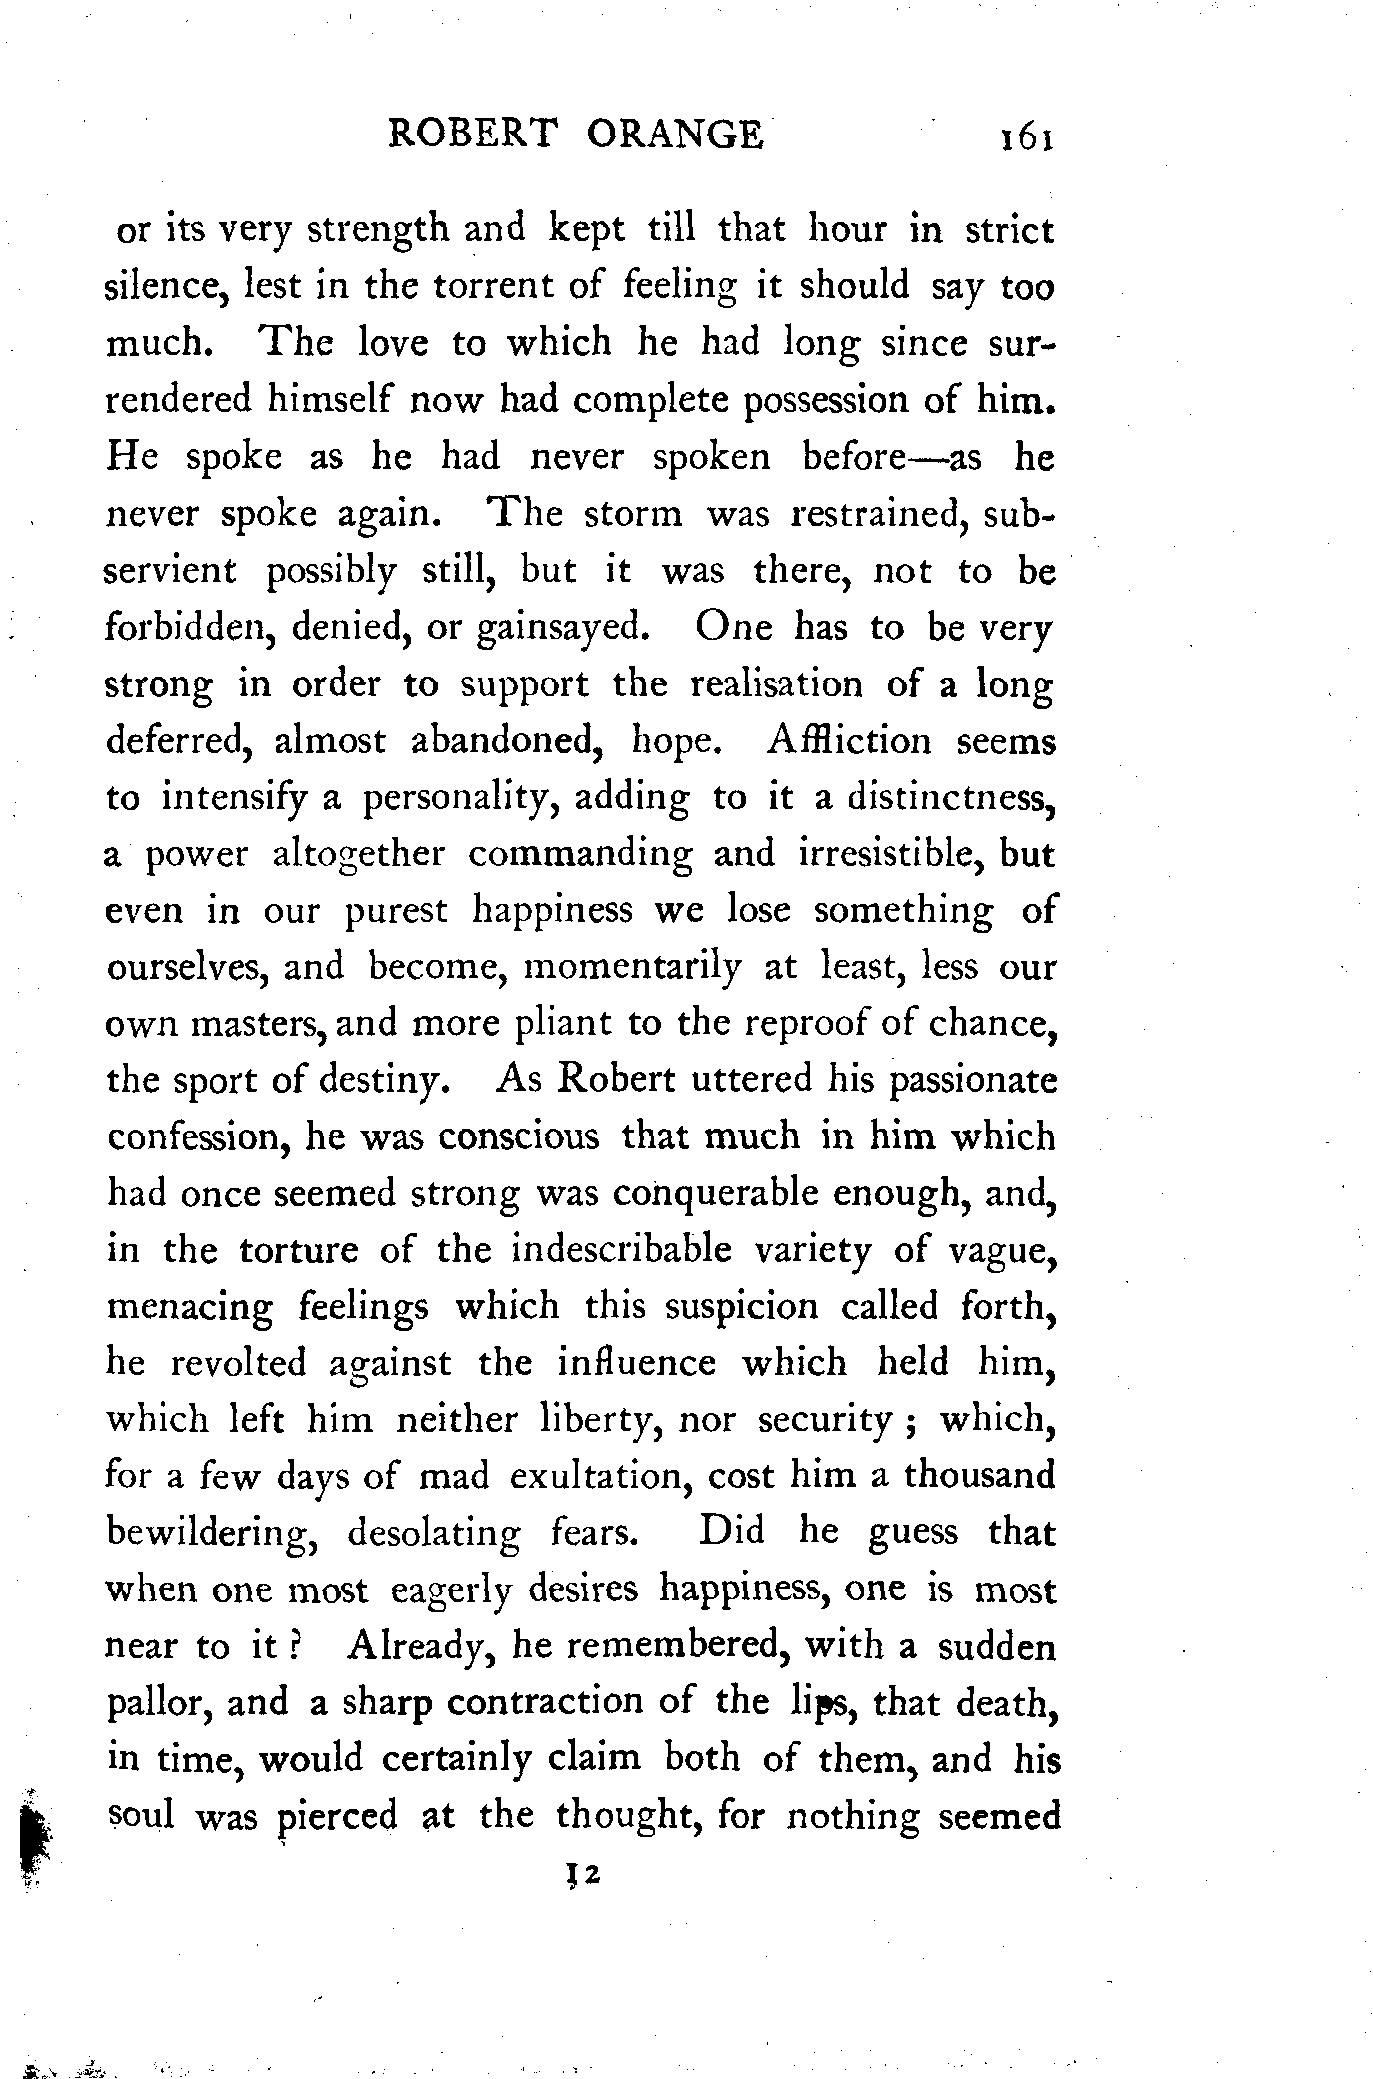 ROBERT ORANGE 161
or its very strength and kept till that hour in strict
silence, lest in the torrent of feeling it should say too
much. The love to which he had long since sur-
rendered himself now had complete possession of him.
He spoke as he had never spoken before—as he
never spoke again. The storm was restrained, sub-
servient possibly still, but it was there, not to be
forbidden, denied, or gainsayed. One has to be very
strong in order to support the realisation of a long
deferred, almost abandoned, hope. Affliction seems
to intensify a personality, adding to it a distinctness,
a power altogether commanding and irresistible, but
even in our purest happiness we lose something of
ourselves, and become, momentarily at least, less our
own masters, and more pliant to the reproof of chance,
the sport of destiny. As Robert uttered his passionate
confession, he was conscious that much in him which
had once seemed strong was conquerable enough, and,
in the torture of the indescribable variety of vague,
menacing feelings which this suspicion called forth,
he revolted against the influence which held him,
which left him neither liberty, nor security ; which,
for a few days of mad exultation, cost him a thousand
bewildering, desolating fears. Did he guess that
when one most eagerly desires happiness, one is most
near to it ? Already, he remembered, with a sudden
pallor, and a sharp contraction of the lips, that death,
in time, would certainly claim both of them, and his
soul was pierced at the thought, for nothing seemed
12